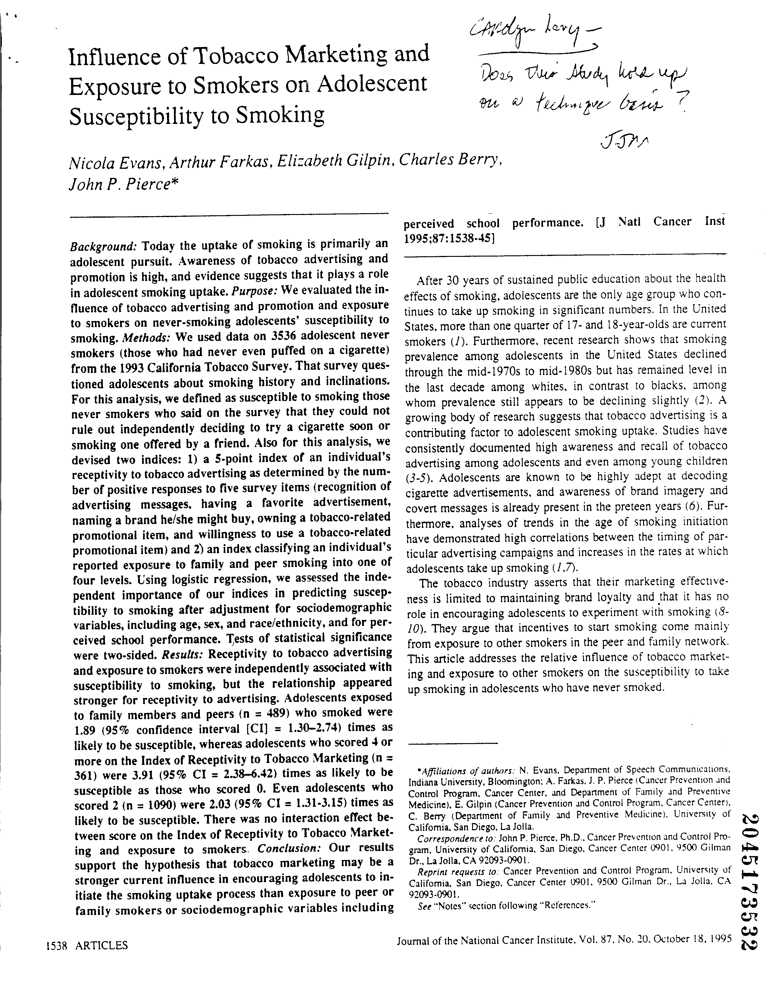 Carolyn Levy -
Does this study hold up
on a technique basis ?
JJM
Influence of Tobacco Marketing and
Exposure to Smokers on Adolescent
Susceptibility to Smoking
Nicola Evans, Arthur Farkas, Elizabeth Gilpin, Charles Berry,
John P. Pierce*
Background: Today the uptake of smoking is primarily an
adolescent pursuit. Awareness of tobacco advertising and
promotion is high, and evidence suggests that it plays a role
in adolescent smoking uptake. Purpose: We evaluated the in-
fluence of tobacco advertising and promotion and exposure
to smokers on never-smoking adolescents' susceptibility to
smoking. Methods: We used data on 3536 adolescent never
smokers (those who had never even puffed on a cigarette)
from the 1993 California Tobacco Survey. That survey ques-
tioned adolescents about smoking history and inclinations.
For this analysis, we defined as susceptible to smoking those
never smokers who said on the survey that they could not
rule out independently deciding to try a cigarette soon or
smoking one offered by a friend. Also for this analysis, we
devised two indices: 1) a 5-point index of an individual's
receptivity to tobacco advertising as determined by the num-
ber of positive responses to five survey items (recognition of
advertising messages, having a favorite advertisement,
naming a brand he/she might buy, owning a tobacco-related
promotional item, and willingness to use a tobacco-related
promotional item) and 2) an index classifying an individual's
reported exposure to family and peer smoking into one of
four levels. Using logistic regression, we assessed the inde-
pendent importance of our indices in predicting suscep-
tibility to smoking after adjustment for sociodemographic
variables, including age, sex, and race/ethnicity, and for per-
ceived school performance. Tests of statistical significance
were two-sided. Results: Receptivity to tobacco advertising
and exposure to smokers were independently associated with
susceptibility to smoking, but the relationship appeared
stronger for receptivity to advertising. Adolescents exposed
to family members and peers (n = 489) who smoked were
1.89 (95% confidence interval [CI] = 1.30–2.74) times as
likely to be susceptible, whereas adolescents who scored 4 or
more on the Index of Receptivity to Tobacco Marketing (n =
361) were 3.91 (95% CI = 2.38–6.42) times as likely to be
susceptible as those who scored 0. Even adolescents who
scored 2 (n = 1090) were 2.03 (95% CI = 1.31-3.15) times as
likely to be susceptible. There was no interaction effect be-
tween score on the Index of Receptivity to Tobacco Market-
ing and exposure to smokers. Conclusion: Our results
support the hypothesis that tobacco marketing may be a
stronger current influence in encouraging adolescents to in-
itiate the smoking uptake process than exposure to peer or
family smokers or sociodemographic variables including
perceived school performance. [J Natl Cancer Inst
1995;87:1538-45]
After 30 years of sustained public education about the health
effects of smoking, adolescents are the only age group who con-
tinues to take up smoking in significant numbers. In the United
States, more than one quarter of 17- and 18-year-olds are current
smokers (1). Furthermore, recent research shows that smoking
prevalence among adolescents in the United States declined
through the mid-1970s to mid-1980s but has remained level in
the last decade among whites, in contrast to blacks, among
whom prevalence still appears to be declining slightly (2). A
growing body of research suggests that tobacco advertising is a
contributing factor to adolescent smoking uptake. Studies have
consistently documented high awareness and recall of tobacco
advertising among adolescents and even among young children
(3-5). Adolescents are known to be highly adept at decoding
cigarette advertisements, and awareness of brand imagery and
covert messages is already present in the preteen years (6). Fur-
thermore, analyses of trends in the age of smoking initiation
have demonstrated high correlations between the timing of par-
ticular advertising campaigns and increases in the rates at which
adolescents take up smoking (1,7).
The tobacco industry asserts that their marketing effective-
ness is limited to maintaining brand loyalty and that it has no
role in encouraging adolescents to experiment with smoking (8-
10). They argue that incentives to start smoking come mainly
from exposure to other smokers in the peer and family network.
This article addresses the relative influence of tobacco market-
ing and exposure to other smokers on the susceptibility to take
up smoking in adolescents who have never smoked.
*Affiliations of authors: N. Evans, Department of Speech Communications,
Indiana University, Bloomington; A. Farkas, J. P. Pierce (Cancer Prevention and
Control Program, Cancer Center, and Department of Family and Preventive
Medicine), E. Gilpin (Cancer Prevention and Control Program, Cancer Center),
C. Berry (Department of Family and Preventive Medicine), University of
California, San Diego, La Jolla.
Correspondence to: John P. Pierce, Ph.D., Cancer Prevention and Control Pro-
gram, University of California, San Diego, Cancer Center 0901, 9500 Gilman
Dr., La Jolla, CA 92093-0901.
Reprint requests to: Cancer Prevention and Control Program, University of
California, San Diego, Cancer Center 0901, 9500 Gilman Dr., La Jolla, CA
92093-0901.
See "Notes" section following "References."
2045173532
1538 ARTICLES
Journal of the National Cancer Institute, Vol. 87, No. 20, October 18, 1995